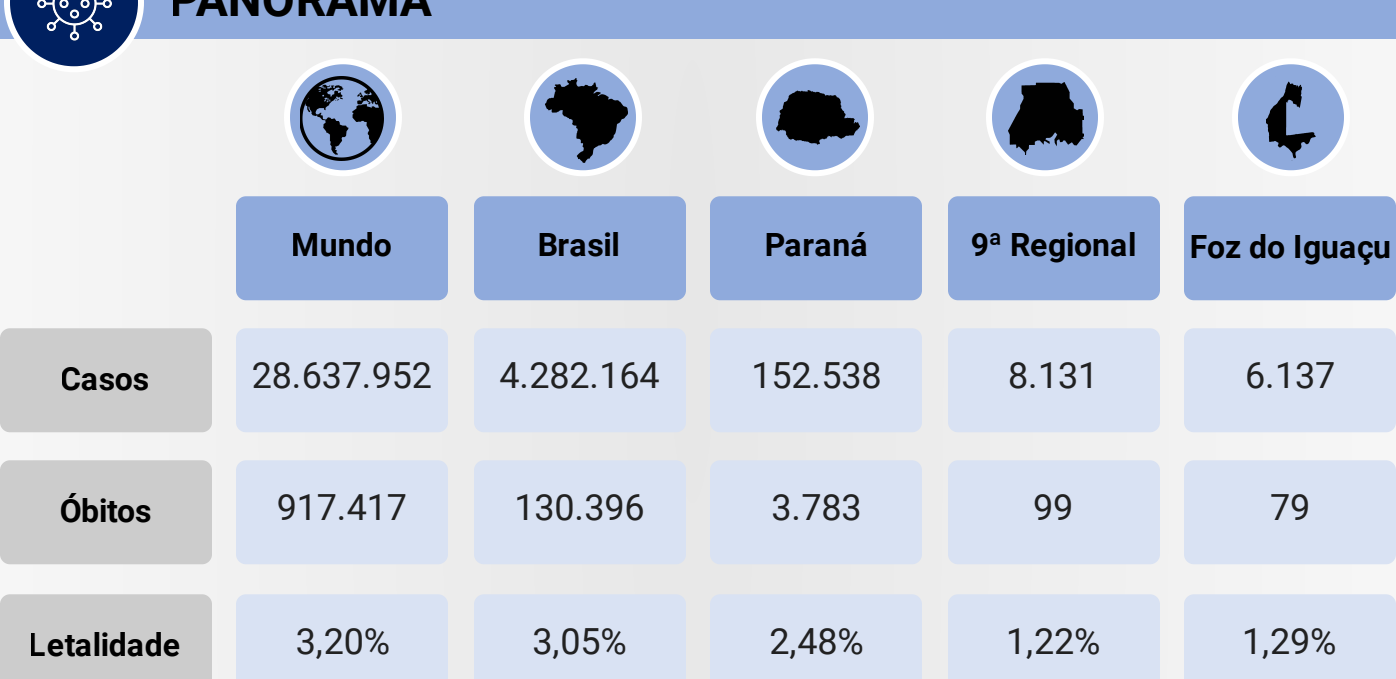 PANORAMA
Mundo Brasil Paraná 9ª Regional Foz do Iguaçu
Casos 28.637.952 4.282.164 152.538 8.131 6.137
Óbitos 917.417 130.396 3.783 99 79
Letalidade 3,20% 3,05% 2,48% 1,22% 1,29%